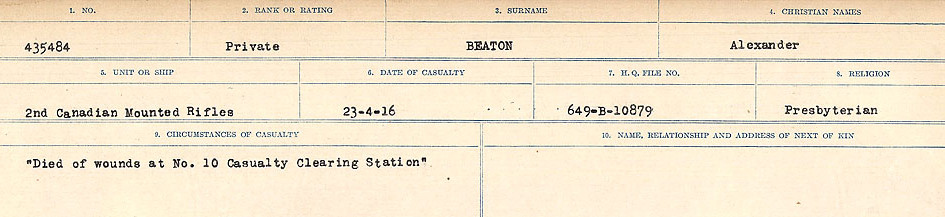 1. NO. 2. RANK OR RATING 3. SURNAME 4. CHRISTIAN NAMES
435484 Private BEATON Alexander
5. UNIT OR SHIP 6. DATE OF CASUALTY 7. H.Q. FILE NO. 8. RELIGION
2nd Canadian Mounted Rifles 23-4-16 649-B-10879 Presbyterian
9. CIRCUMSTANCES OF CASUALTY 10. NAME, RELATIONSHIP AND ADDRESS OF NEXT OF KIN
"Died of wounds at No. 10 Casualty Clearing Station"